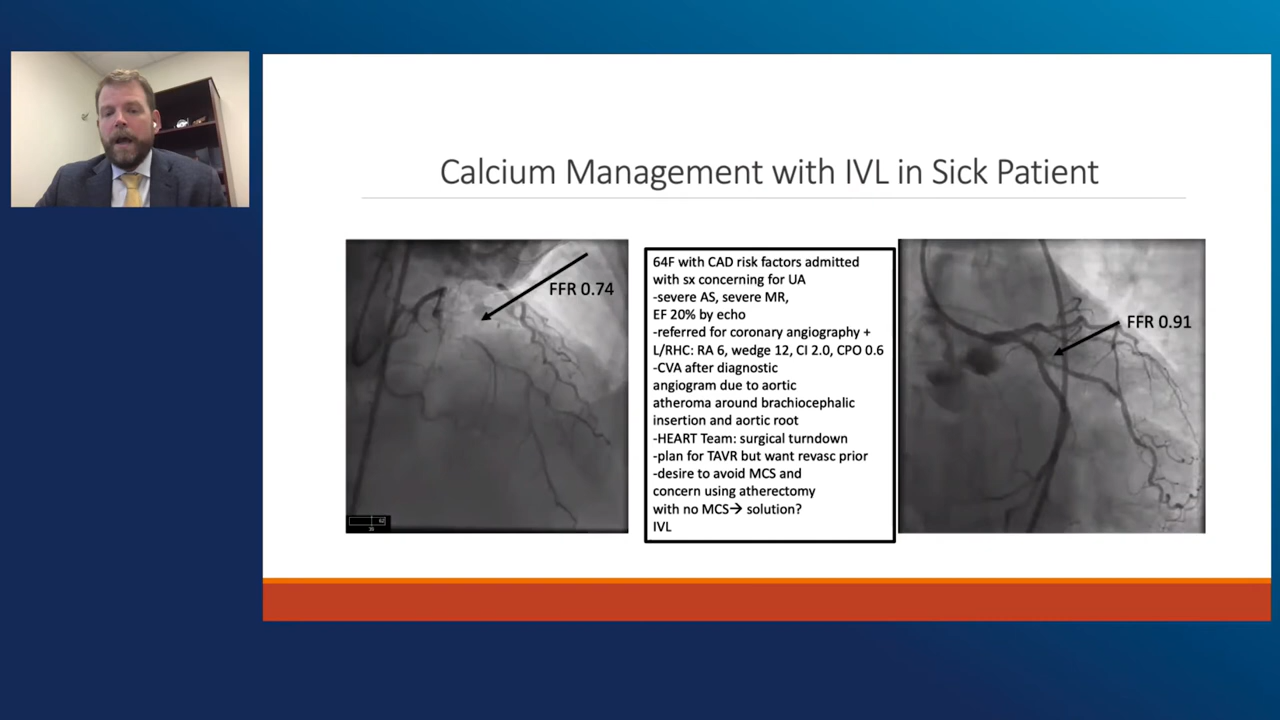 Calcium Management with IVL in Sick Patient
FFR 0.74
64F with CAD risk factors admitted
with sx concerning for UA
-severe AS, severe MR,
EF 20% by echo
-referred for coronary angiography +
L/RHC: RA 6, wedge 12, CI 2.0, CPO 0.6
-CVA after diagnostic
angiogram due to aortic
atheroma around brachiocephalic
insertion and aortic root
-HEART Team: surgical turndown
-plan for TAVR but want revasc prior
-desire to avoid MCS and
concern using atherectomy
with no MCS→ solution?
IVL
FFR 0.91